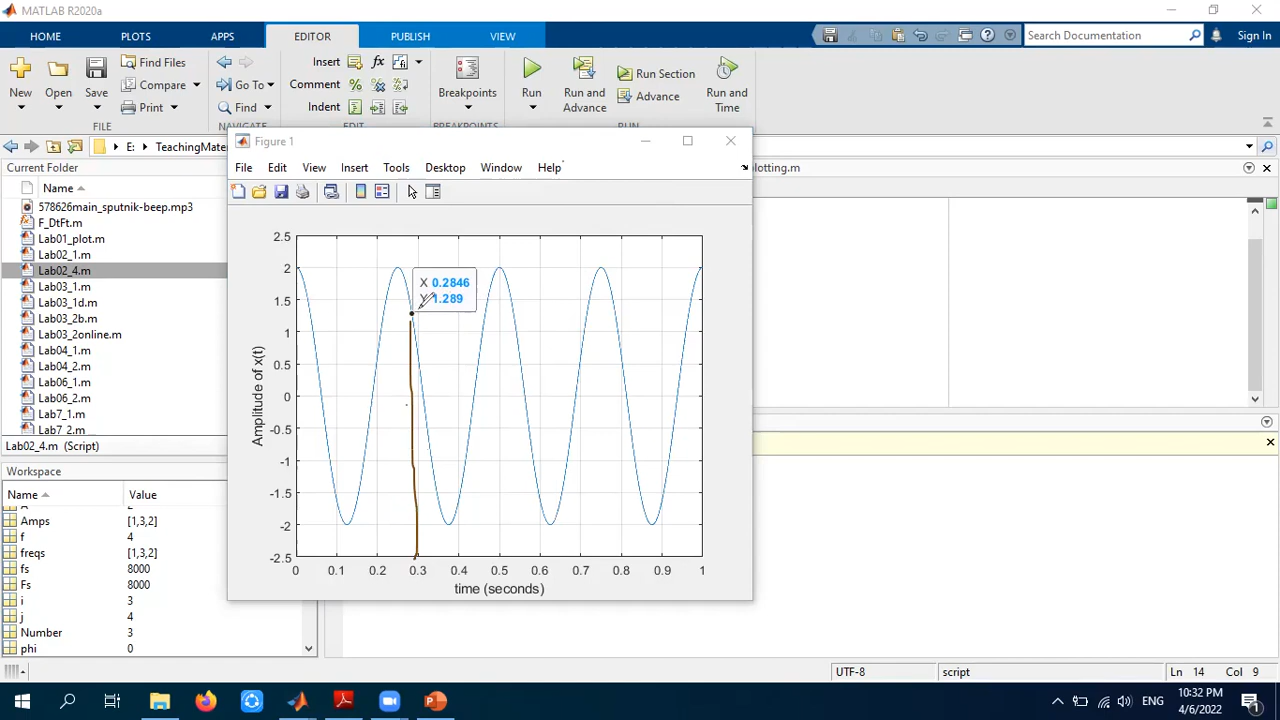 MATLAB R2020a
HOME PLOTS APPS EDITOR PUBLISH VIEW Search Documentation Sign In
New Open Save Find Files Compare Print Go To Find Insert Comment Indent Breakpoints Run Run and Advance Run Section Advance Run and Time
FILE NAVIGATE EDIT BREAKPOINTS RUN
E: TeachingMate
Current Folder
Name
578626main_sputnik-beep.mp3
F_DtFt.m
Lab01_plot.m
Lab02_1.m
Lab02_4.m
Lab03_1.m
Lab03_1d.m
Lab03_2b.m
Lab03_2online.m
Lab04_1.m
Lab04_2.m
Lab06_1.m
Lab06_2.m
Lab7_1.m
Lab7_2.m
Lab02_4.m (Script)
Workspace
Name Value
Amps [1,3,2]
f 4
freqs [1,3,2]
fs 8000
Fs 8000
i 3
j 4
Number 3
phi 0
plotting.m
Figure 1
File Edit View Insert Tools Desktop Window Help
2.5
2
1.5
1
0.5
0
-0.5
-1
-1.5
-2
-2.5
Amplitude of x(t)
X 0.2846
Y 1.289
0 0.1 0.2 0.3 0.4 0.5 0.6 0.7 0.8 0.9 1
time (seconds)
UTF-8 script Ln 14 Col 9
ENG
10:32 PM
4/6/2022